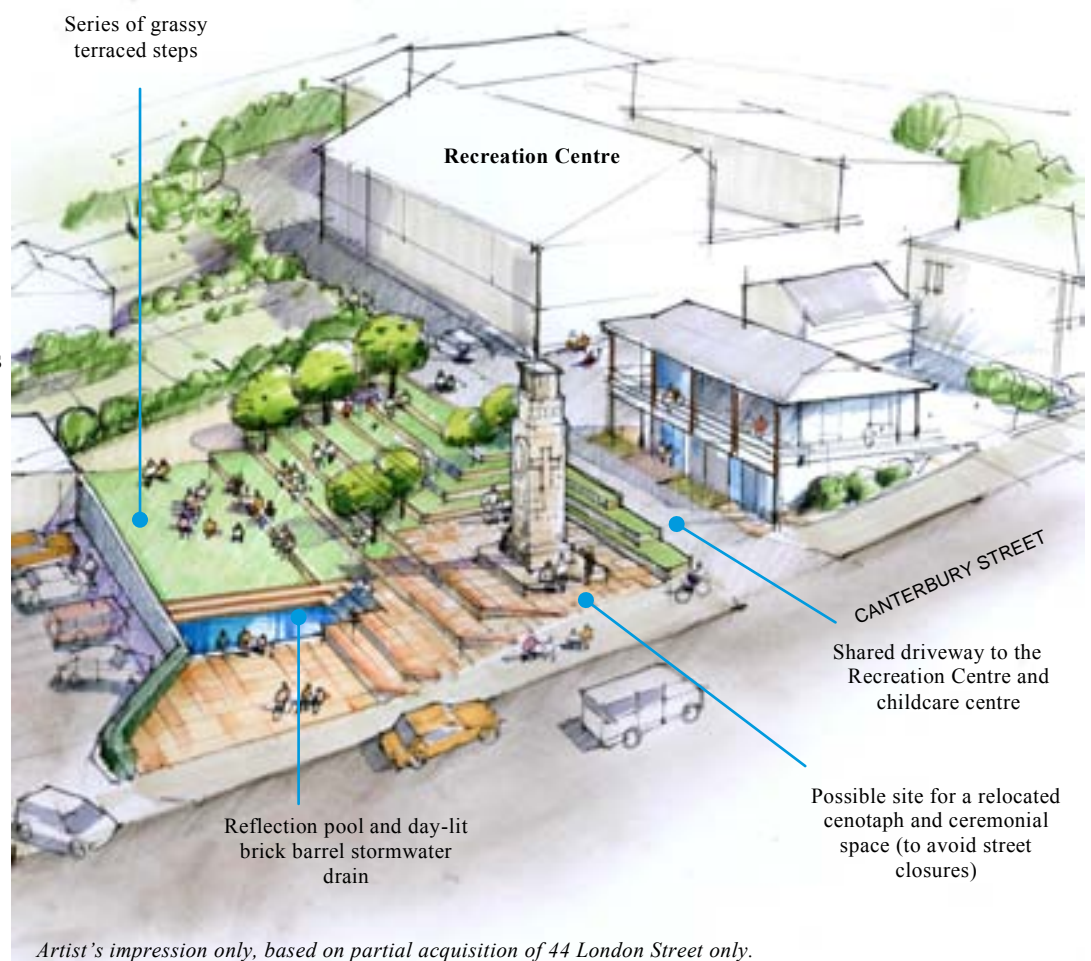 Series of grassy
terraced steps
Recreation Centre
s
CANTERBURY STREET
Shared driveway to the
Recreation Centre and
childcare centre
Possible site for a relocated
cenotaph and ceremonial
space (to avoid street
closures)
Reflection pool and day-lit
brick barrel stormwater
drain
Artist's impression only, based on partial acquisition of 44 London Street only.